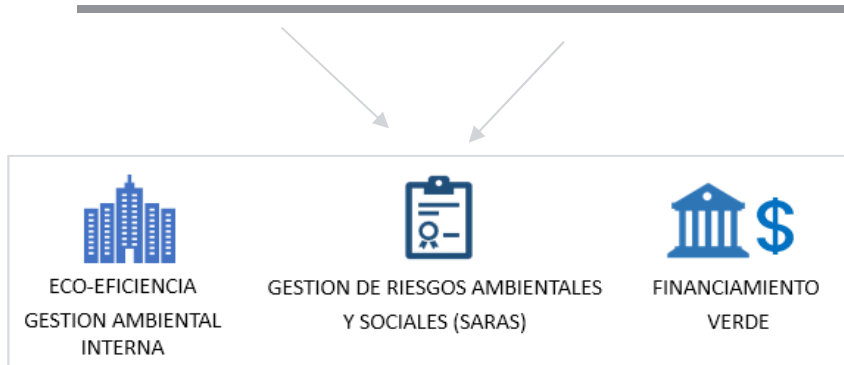 ECO-EFICIENCIA
GESTION AMBIENTAL
INTERNA
GESTION DE RIESGOS AMBIENTALES
Y SOCIALES (SARAS)
$
FINANCIAMIENTO
VERDE